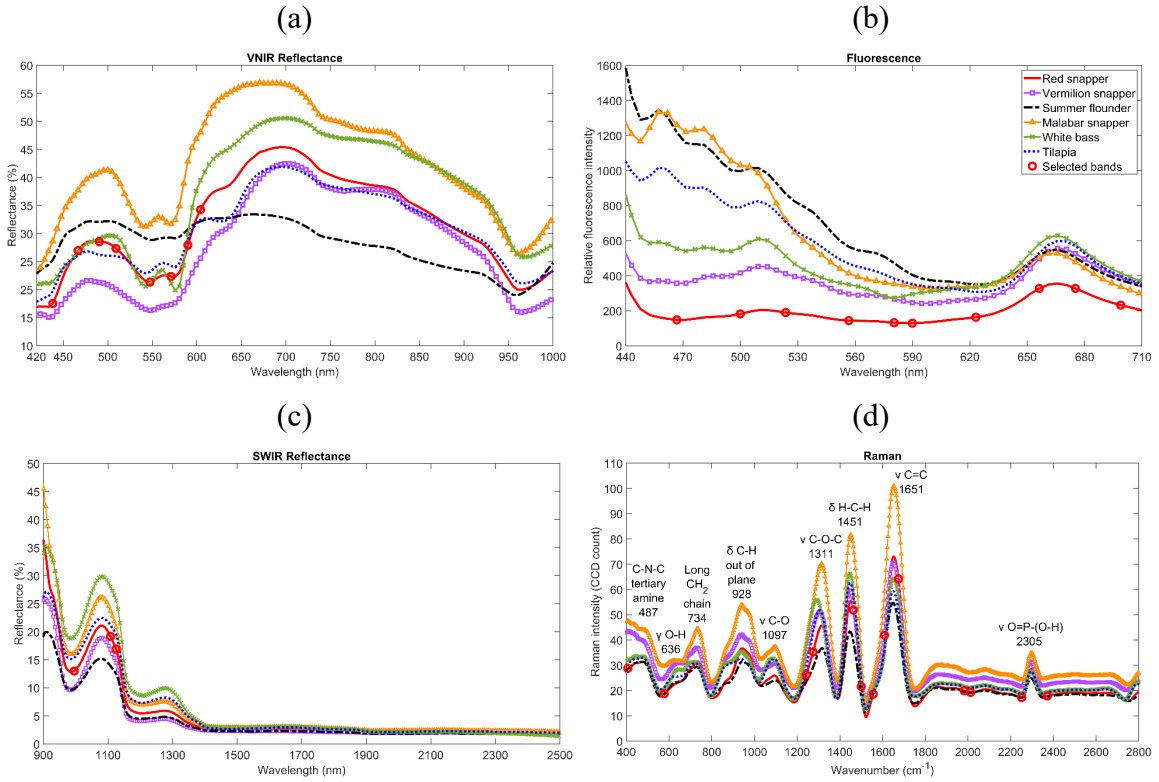 (a)
VNIR Reflectance
60
55
50
45
40
35
30
25
20
15
10
Reflectance (%)
420 450 500 550 600 650 700 750 800 850 900 950 1000
Wavelength (nm)
(b)
Fluorescence
1600
1400
1200
1000
800
600
400
200
0
Relative fluorescence intensity
440 470 500 530 560 590 620 650 680 710
Wavelength (nm)
Red snapper
Vermilion snapper
Summer flounder
Malabar snapper
White bass
Tilapia
Selected bands
(c)
SWIR Reflectance
50
45
40
35
30
25
20
15
10
5
0
Reflectance (%)
900 1100 1300 1500 1700 1900 2100 2300 2500
Wavelength (nm)
(d)
Raman
110
100
90
80
70
60
50
40
30
20
10
0
Raman intensity (CCD count)
400 600 800 1000 1200 1400 1600 1800 2000 2200 2400 2600 2800
Wavenumber (cm-1)
C-N-C
tertiary
amine
487
γ O-H
636
Long
CH2
chain
734
δ C-H
out of
plane
928
ν C-O
1097
ν C-O-C
1311
δ H-C-H
1451
ν C=C
1651
ν O=P-(O-H)
2305